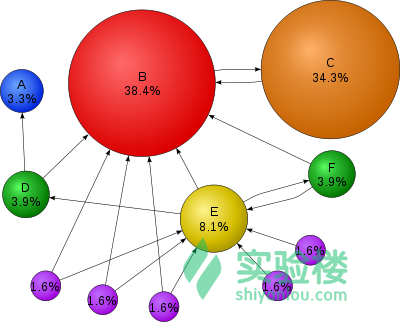 B
38.4%
C
34.3%
A
3.3%
D
3.9%
F
3.9%
E
8.1%
1.6%
1.6%
1.6%
1.6%
1.6%
实验楼
shiyanlou.com